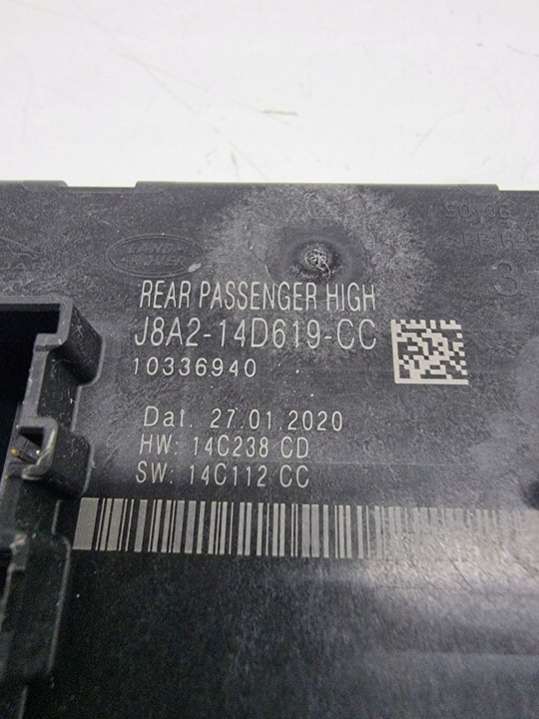 REAR PASSENGER HIGH
J8A2-14D619-CC
10336940
Dat. 27.01.2020
HW: 14C238 CD
SW: 14C112 CC